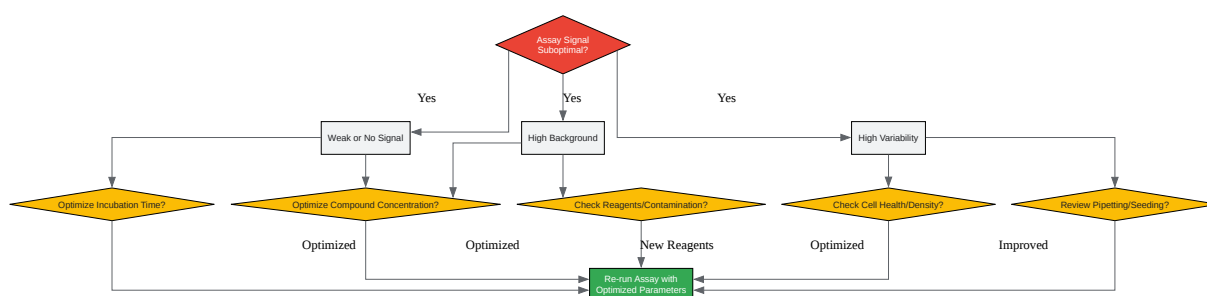 Assay Signal
Suboptimal?
Yes
Yes
Yes
Weak or No Signal
High Background
High Variability
Optimize Incubation Time?
Optimize Compound Concentration?
Check Reagents/Contamination?
Check Cell Health/Density?
Review Pipetting/Seeding?
Optimized
Optimized
New Reagents
Optimized
Improved
Re-run Assay with
Optimized Parameters